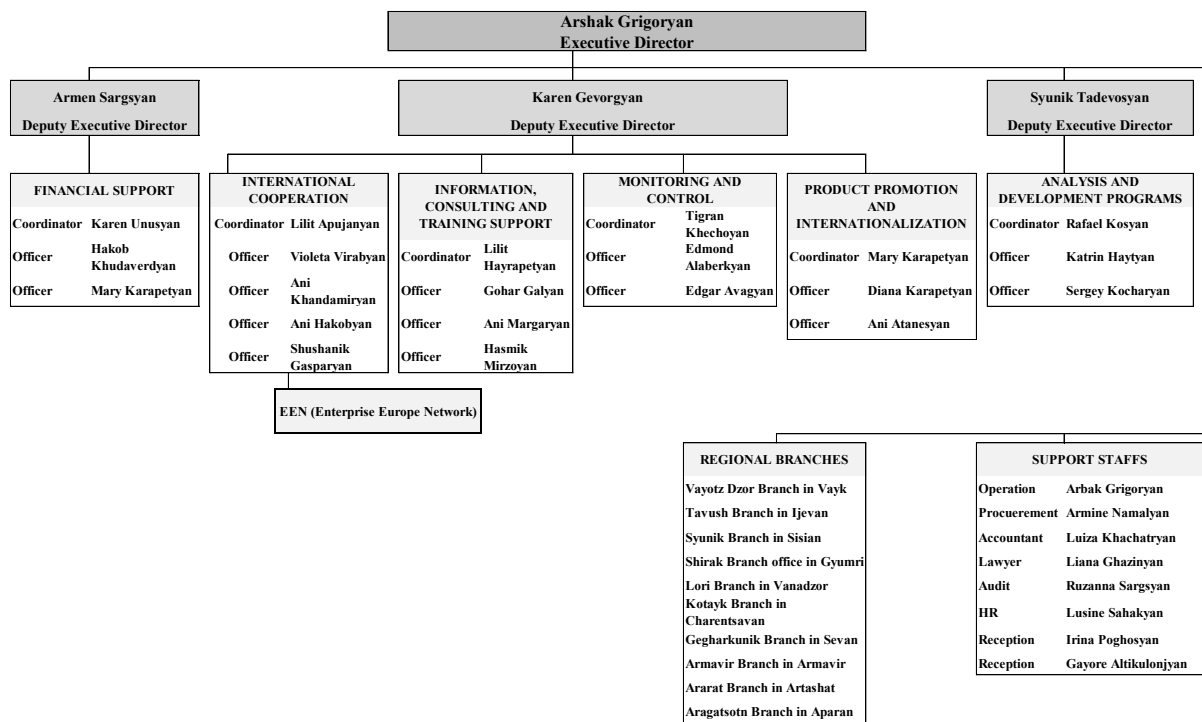 Arshak Grigoryan
Executive Director
Armen Sargsyan
Deputy Executive Director
Karen Gevorgyan
Deputy Executive Director
Syunik Tadevosyan
Deputy Executive Director
FINANCIAL SUPPORT
Coordinator Karen Unusyan
Officer Hakob
Khudaverdyan
Officer Mary Karapetyan
INTERNATIONAL
COOPERATION
Coordinator Lilit Apujanyan
Officer Violeta Virabyan
Officer Ani
Khandamiryan
Officer Ani Hakobyan
Officer Shushanik
Gasparyan
EEN (Enterprise Europe Network)
INFORMATION,
CONSULTING AND
TRAINING SUPPORT
Coordinator Lilit
Hayrapetyan
Officer Gohar Galyan
Officer Ani Margaryan
Officer Hasmik
Mirzoyan
MONITORING AND
CONTROL
Coordinator Tigran
Khechoyan
Officer Edmond
Alaberkyan
Officer Edgar Avagyan
PRODUCT PROMOTION
AND
INTERNATIONALIZATION
Coordinator Mary Karapetyan
Officer Diana Karapetyan
Officer Ani Atanesyan
ANALYSIS AND
DEVELOPMENT PROGRAMS
Coordinator Rafael Kosyan
Officer Katrin Haytyan
Officer Sergey Kocharyan
REGIONAL BRANCHES
Vayotz Dzor Branch in Vayk
Tavush Branch in Ijevan
Syunik Branch in Sisian
Shirak Branch office in Gyumri
Lori Branch in Vanadzor
Kotayk Branch in
Charentsavan
Gegharkunik Branch in Sevan
Armavir Branch in Armavir
Ararat Branch in Artashat
Aragatsotn Branch in Aparan
SUPPORT STAFFS
Operation Arbak Grigoryan
Procuerement Armine Namalyan
Accountant Luiza Khachatryan
Lawyer Liana Ghazinyan
Audit Ruzanna Sargsyan
HR Lusine Sahakyan
Reception Irina Poghosyan
Reception Gayore Altikulonjyan